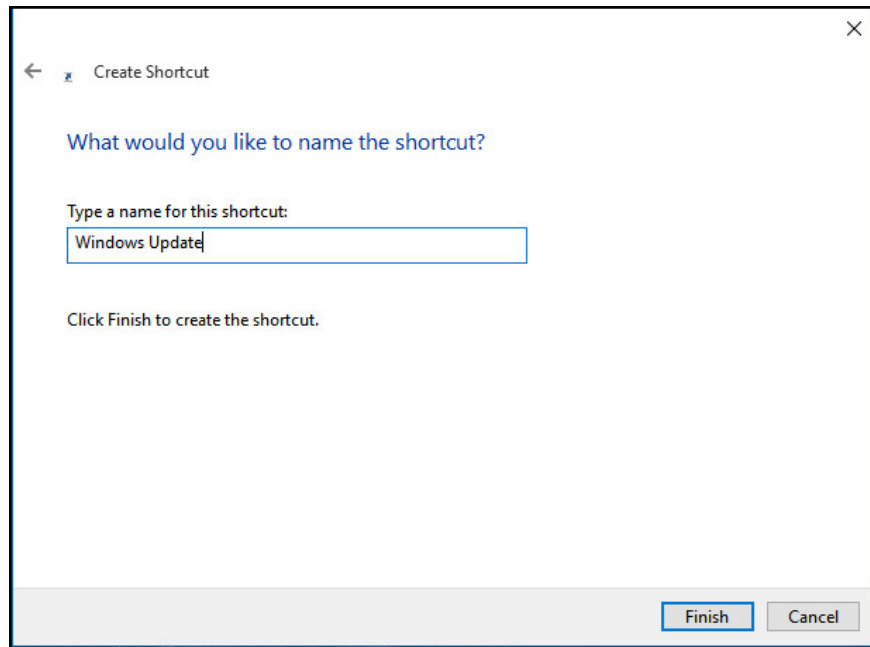 Create Shortcut
What would you like to name the shortcut?
Type a name for this shortcut:
Windows Update
Click Finish to create the shortcut.
Finish Cancel